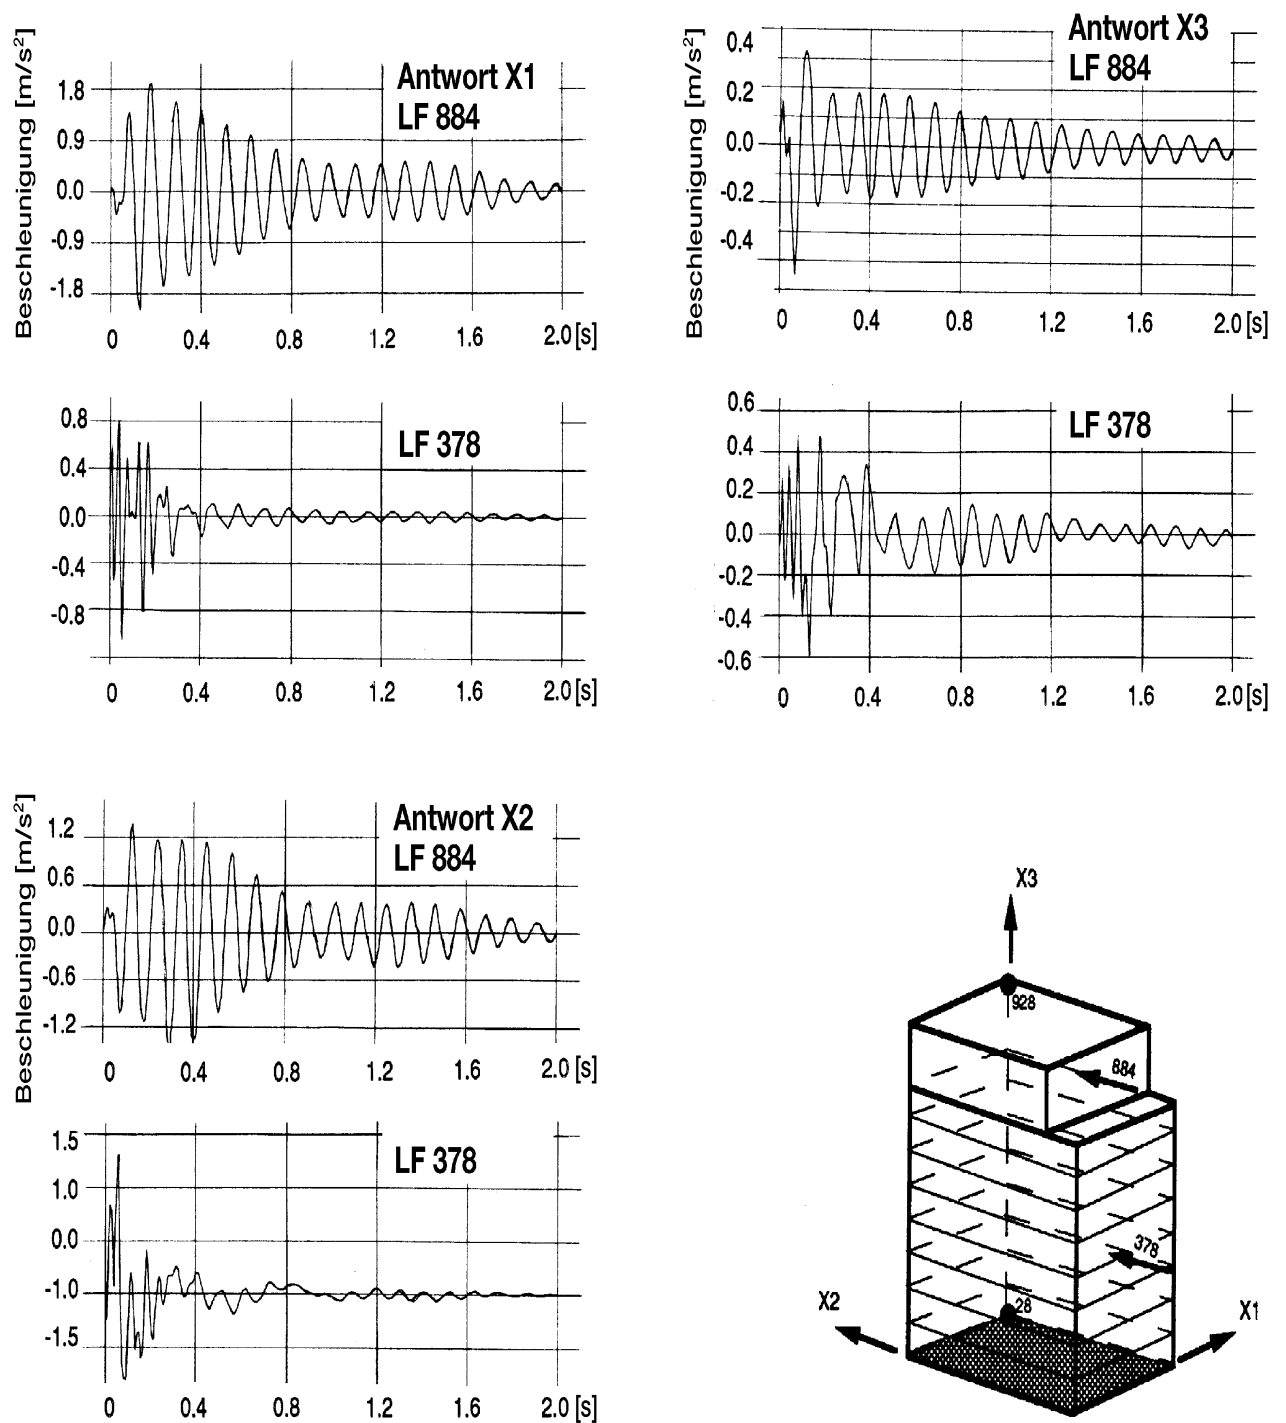 Beschleunigung [m/s²]
Antwort X1
LF 884
1.8
0.9
0.0
-0.9
-1.8
0 0.4 0.8 1.2 1.6 2.0 [s]
LF 378
0.8
0.4
0.0
-0.4
-0.8
0 0.4 0.8 1.2 1.6 2.0 [s]
Beschleunigung [m/s²]
Antwort X3
LF 884
0.4
0.2
0.0
-0.2
-0.4
0 0.4 0.8 1.2 1.6 2.0 [s]
LF 378
0.6
0.4
0.2
0.0
-0.2
-0.4
-0.6
0 0.4 0.8 1.2 1.6 2.0 [s]
Beschleunigung [m/s²]
Antwort X2
LF 884
1.2
0.6
0.0
-0.6
-1.2
0 0.4 0.8 1.2 1.6 2.0 [s]
LF 378
1.5
1.0
0.0
-1.0
-1.5
0 0.4 0.8 1.2 1.6 2.0 [s]
X3
928
884
378
28
X2
X1